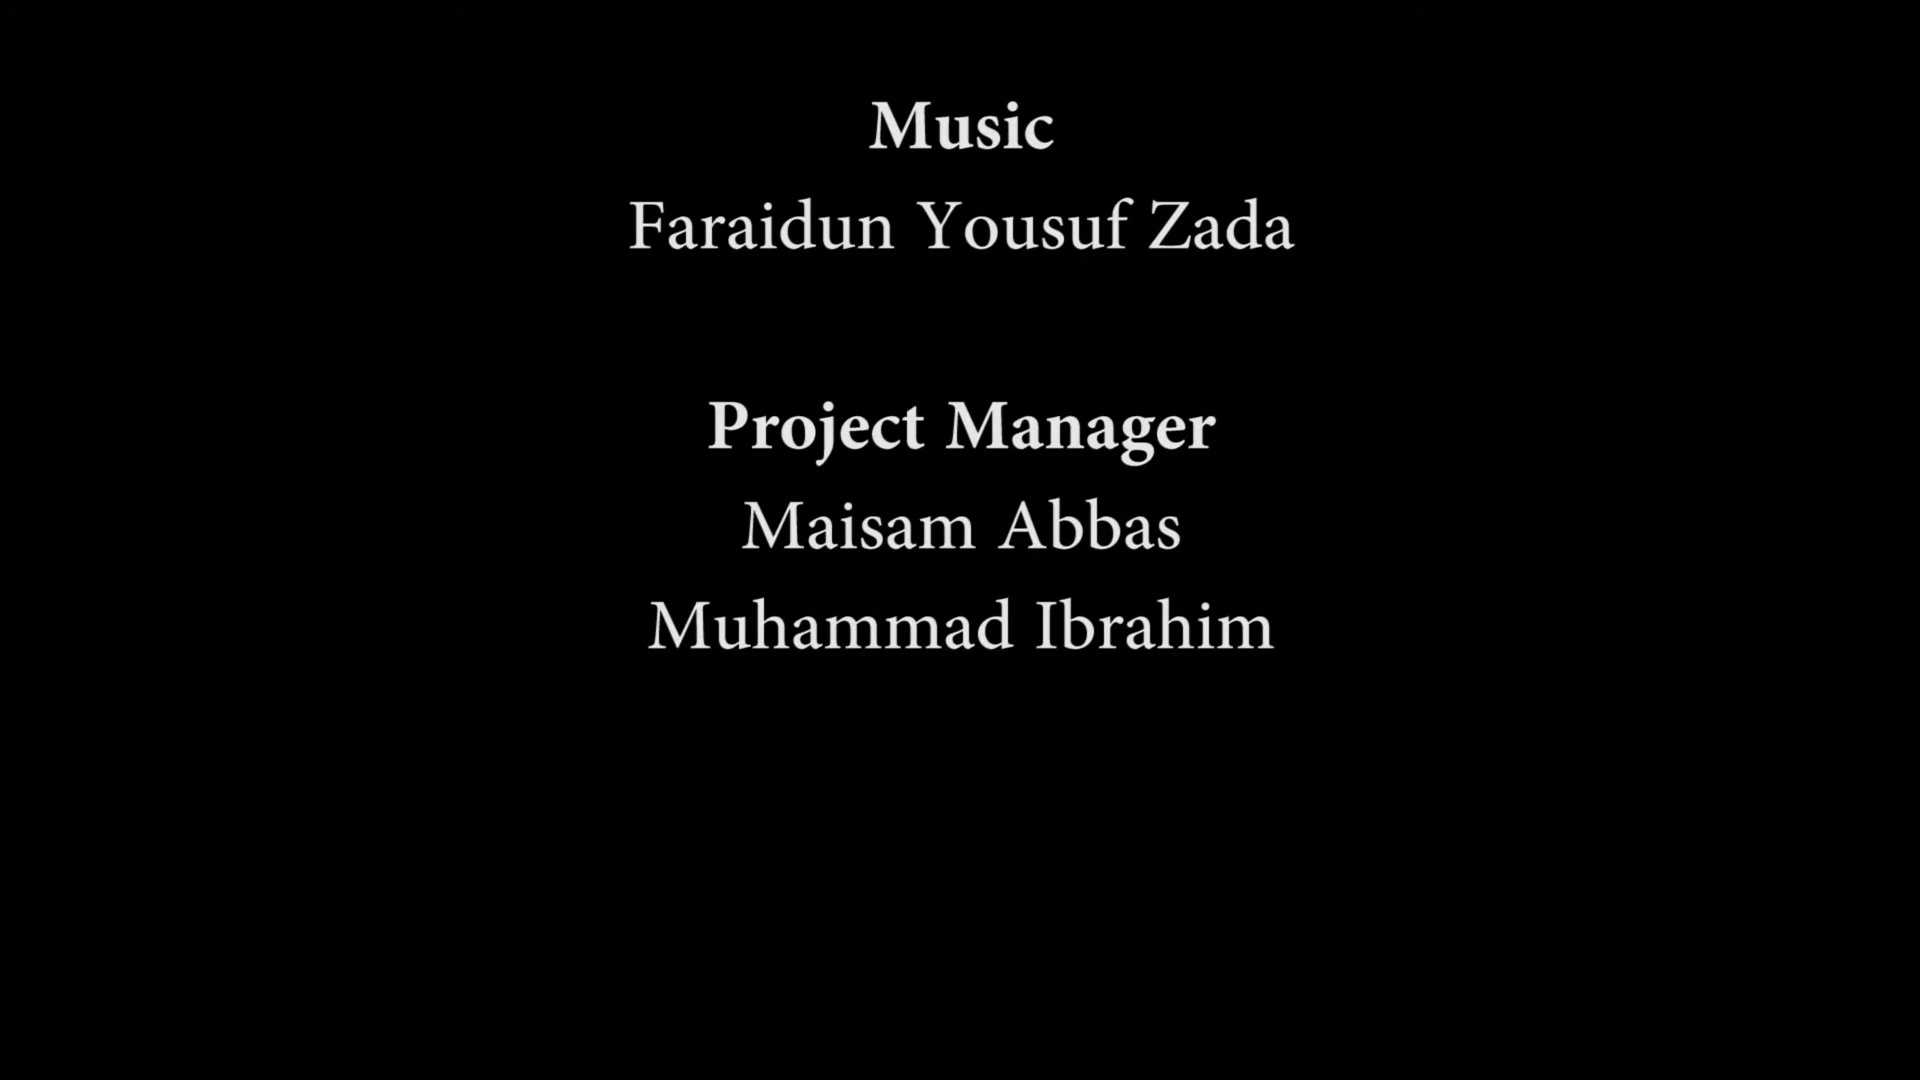 Music
Faraidun Yousuf Zada
Project Manager
Maisam Abbas
Muhammad Ibrahim